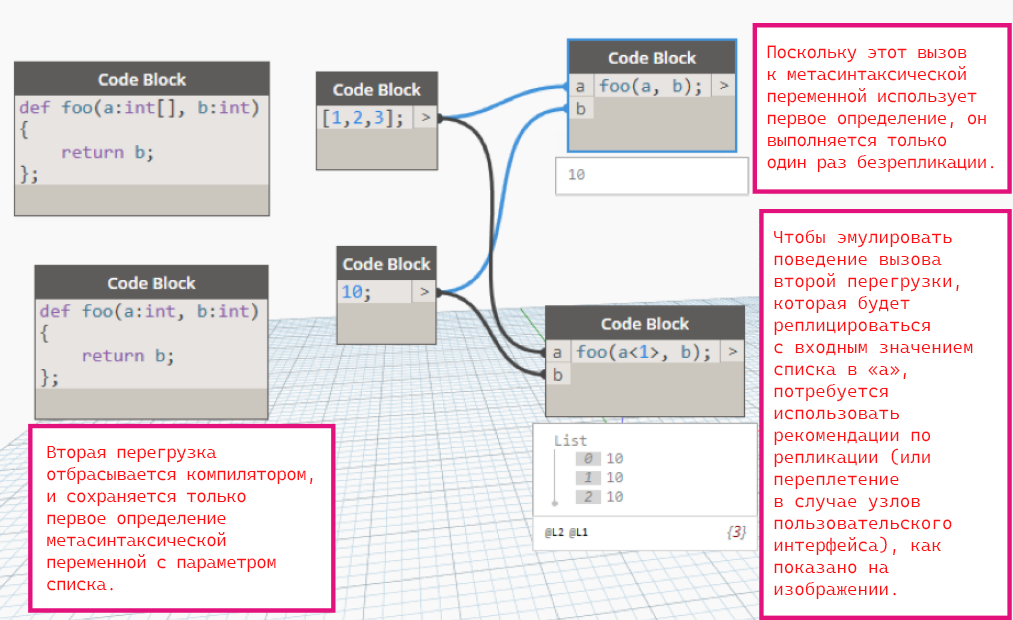 Code Block
def foo(a:int[], b:int)
{
return b;
};
Code Block
[1,2,3]; >
Code Block
a foo(a, b); >
b
10
Поскольку этот вызов
к метасинтаксической
переменной использует
первое определение, он
выполняется только
один раз безрепликации.
Code Block
def foo(a:int, b:int)
{
return b;
};
Code Block
10; >
Code Block
a foo(a<1>, b); >
b
List
0 10
1 10
2 10
@L2 @L1 {3}
Вторая перегрузка
отбрасывается компилятором,
и сохраняется только
первое определение
метасинтаксической
переменной с параметром
списка.
Чтобы эмулировать
поведение вызова
второй перегрузки,
которая будет
реплицироваться
с входным значением
списка в «a»,
потребуется
использовать
рекомендации по
репликации (или
переплетение
в случае узлов
пользовательского
интерфейса), как
показано на
изображении.